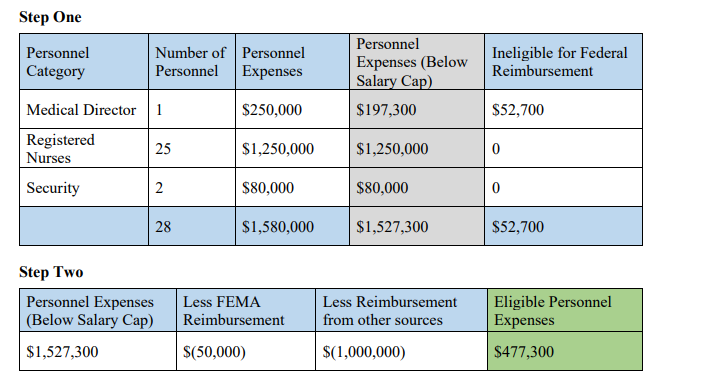 Step One
Personnel Category | Number of Personnel | Personnel Expenses | Personnel Expenses (Below Salary Cap) | Ineligible for Federal Reimbursement
Medical Director | 1 | $250,000 | $197,300 | $52,700
Registered Nurses | 25 | $1,250,000 | $1,250,000 | 0
Security | 2 | $80,000 | $80,000 | 0
28 | $1,580,000 | $1,527,300 | $52,700
Step Two
Personnel Expenses (Below Salary Cap) | Less FEMA Reimbursement | Less Reimbursement from other sources | Eligible Personnel Expenses
$1,527,300 | $(50,000) | $(1,000,000) | $477,300